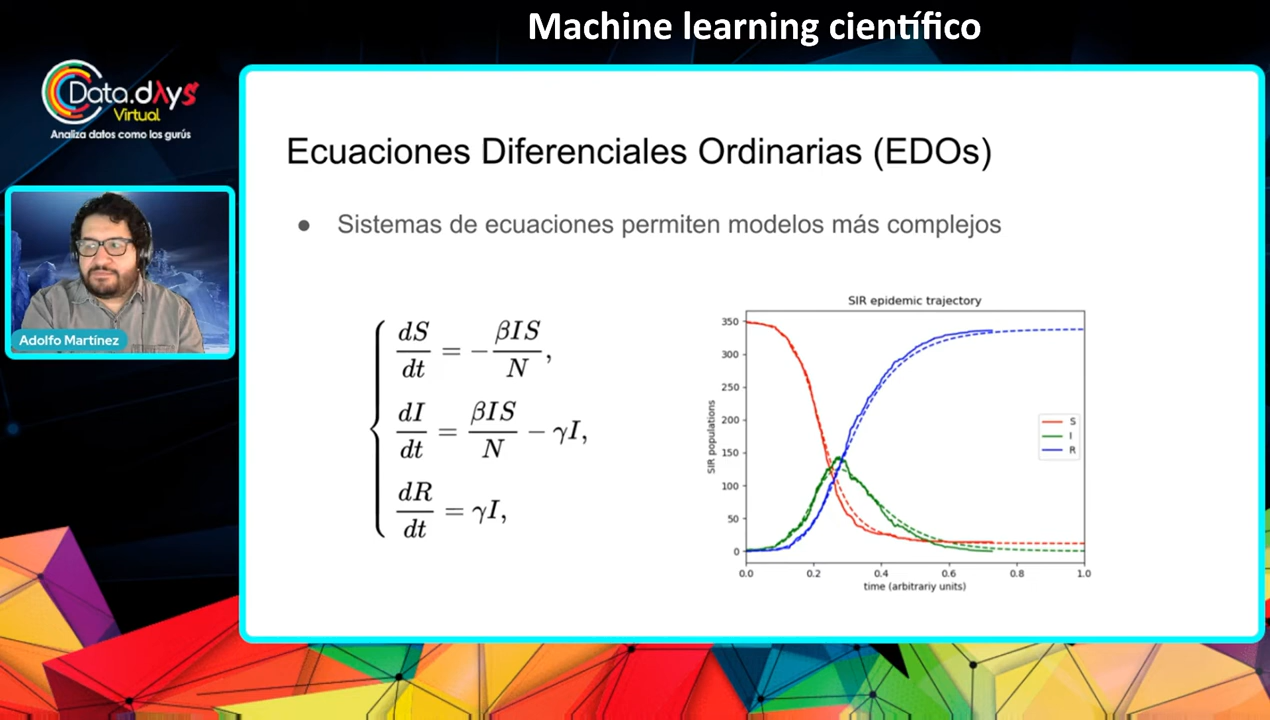 Machine learning científico
Data.dλys
Virtual
Analiza datos como los gurús
Adolfo Martínez
Ecuaciones Diferenciales Ordinarias (EDOs)
● Sistemas de ecuaciones permiten modelos más complejos
dS/dt = −βIS/N,
dI/dt = βIS/N − γI,
dR/dt = γI,
SIR epidemic trajectory
350
300
250
200
150
100
50
0
SIR populations
S
I
R
0.0 0.2 0.4 0.6 0.8 1.0
time (arbitrariy units)